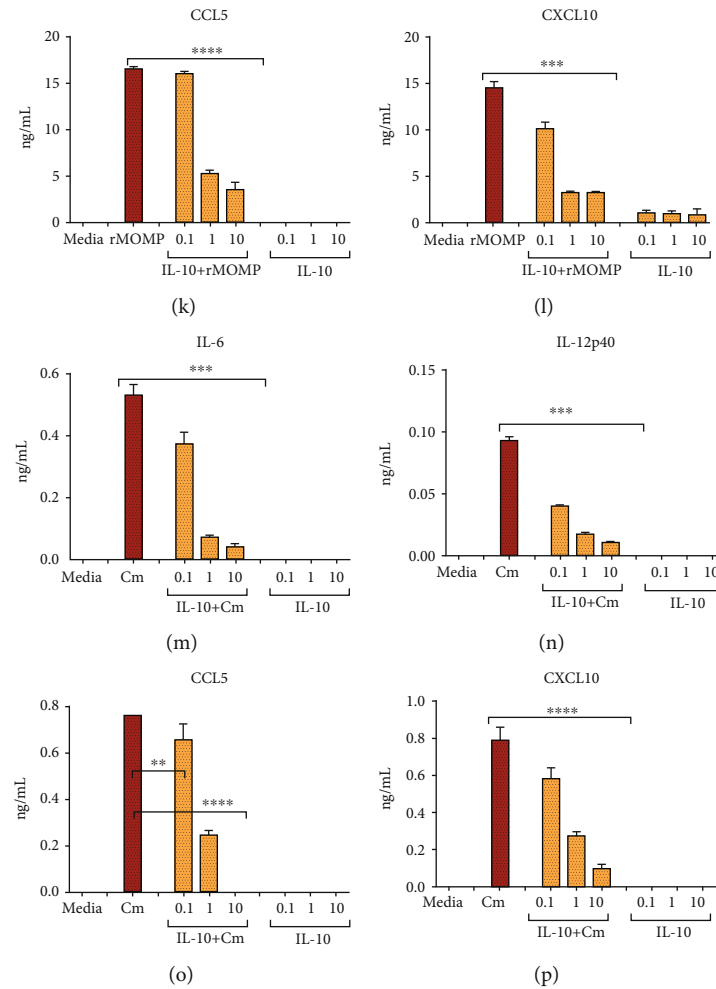 CCL5
****
20
15
10
5
0
ng/mL
Media rMOMP 0.1 1 10 0.1 1 10
IL-10+rMOMP IL-10
(k)
CXCL10
***
20
15
10
5
0
ng/mL
Media rMOMP 0.1 1 10 0.1 1 10
IL-10+rMOMP IL-10
(l)
IL-6
***
0.6
0.4
0.2
0.0
ng/mL
Media Cm 0.1 1 10 0.1 1 10
IL-10+Cm IL-10
(m)
IL-12p40
***
0.15
0.10
0.05
0.00
ng/mL
Media Cm 0.1 1 10 0.1 1 10
IL-10+Cm IL-10
(n)
CCL5
0.8
0.6
0.4
0.2
0.0
ng/mL
**
****
Media Cm 0.1 1 10 0.1 1 10
IL-10+Cm IL-10
(o)
CXCL10
****
1.0
0.8
0.6
0.4
0.2
0.0
ng/mL
Media Cm 0.1 1 10 0.1 1 10
IL-10+Cm IL-10
(p)